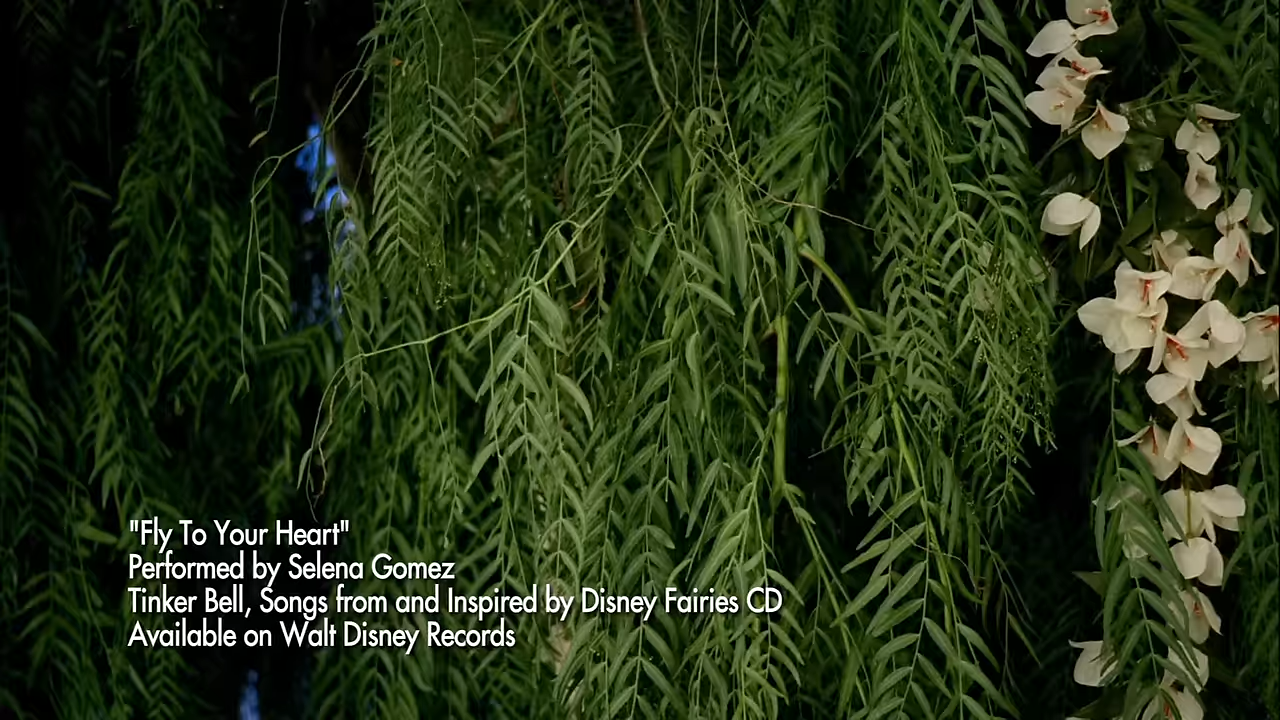 "Fly To Your Heart"
Performed by Selena Gomez
Tinker Bell, Songs from and Inspired by Disney Fairies CD
Available on Walt Disney Records